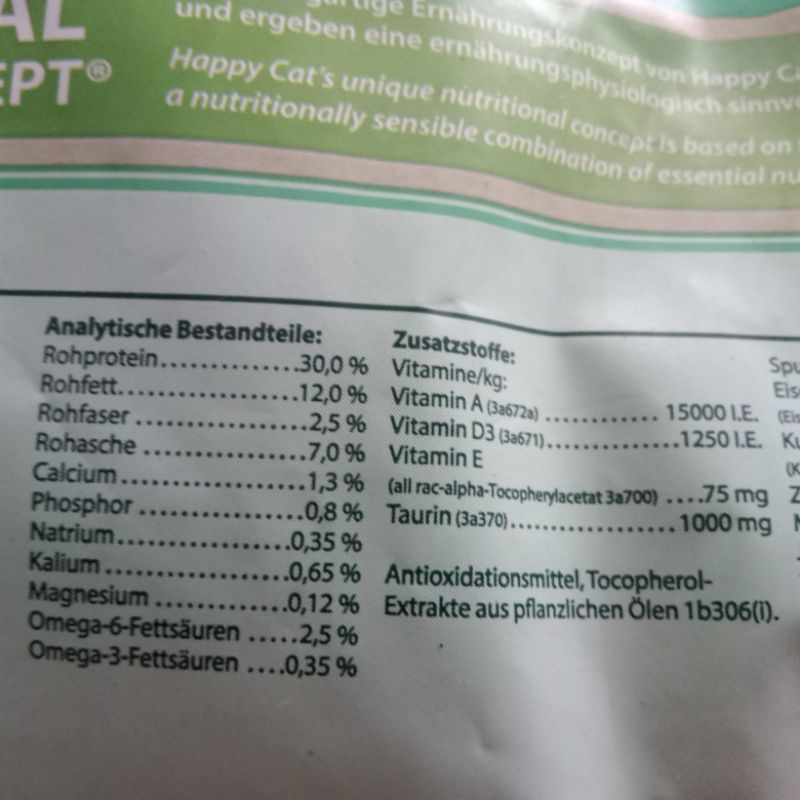 AL
EPT®
Ernährungskonzept von Happy
und ergeben eine ernährungsphysiologisch
Happy Cat's unique nutritional concept is based on
a nutritionally sensible combination of essential
Analytische Bestandteile:
Rohprotein..............30,0 %
Rohfett..................12,0 %
Rohfaser .................2,5 %
Rohasche ................7,0 %
Calcium..................1,3 %
Phosphor ................0,8 %
Natrium.................0,35 %
Kalium ..................0,65 %
Magnesium .............0,12 %
Omega-6-Fettsäuren .....2,5 %
Omega-3-Fettsäuren ....0,35 %
Zusatzstoffe:
Vitamine/kg:
Vitamin A (3a672a) ............ 15000 I.E.
Vitamin D3 (3a671)..............1250 I.E.
Vitamin E
(all rac-alpha-Tocopherylacetat 3a700) ....75 mg
Taurin (3a370)................. 1000 mg
Antioxidationsmittel, Tocopherol-
Extrakte aus pflanzlichen Ölen 1b306(i).